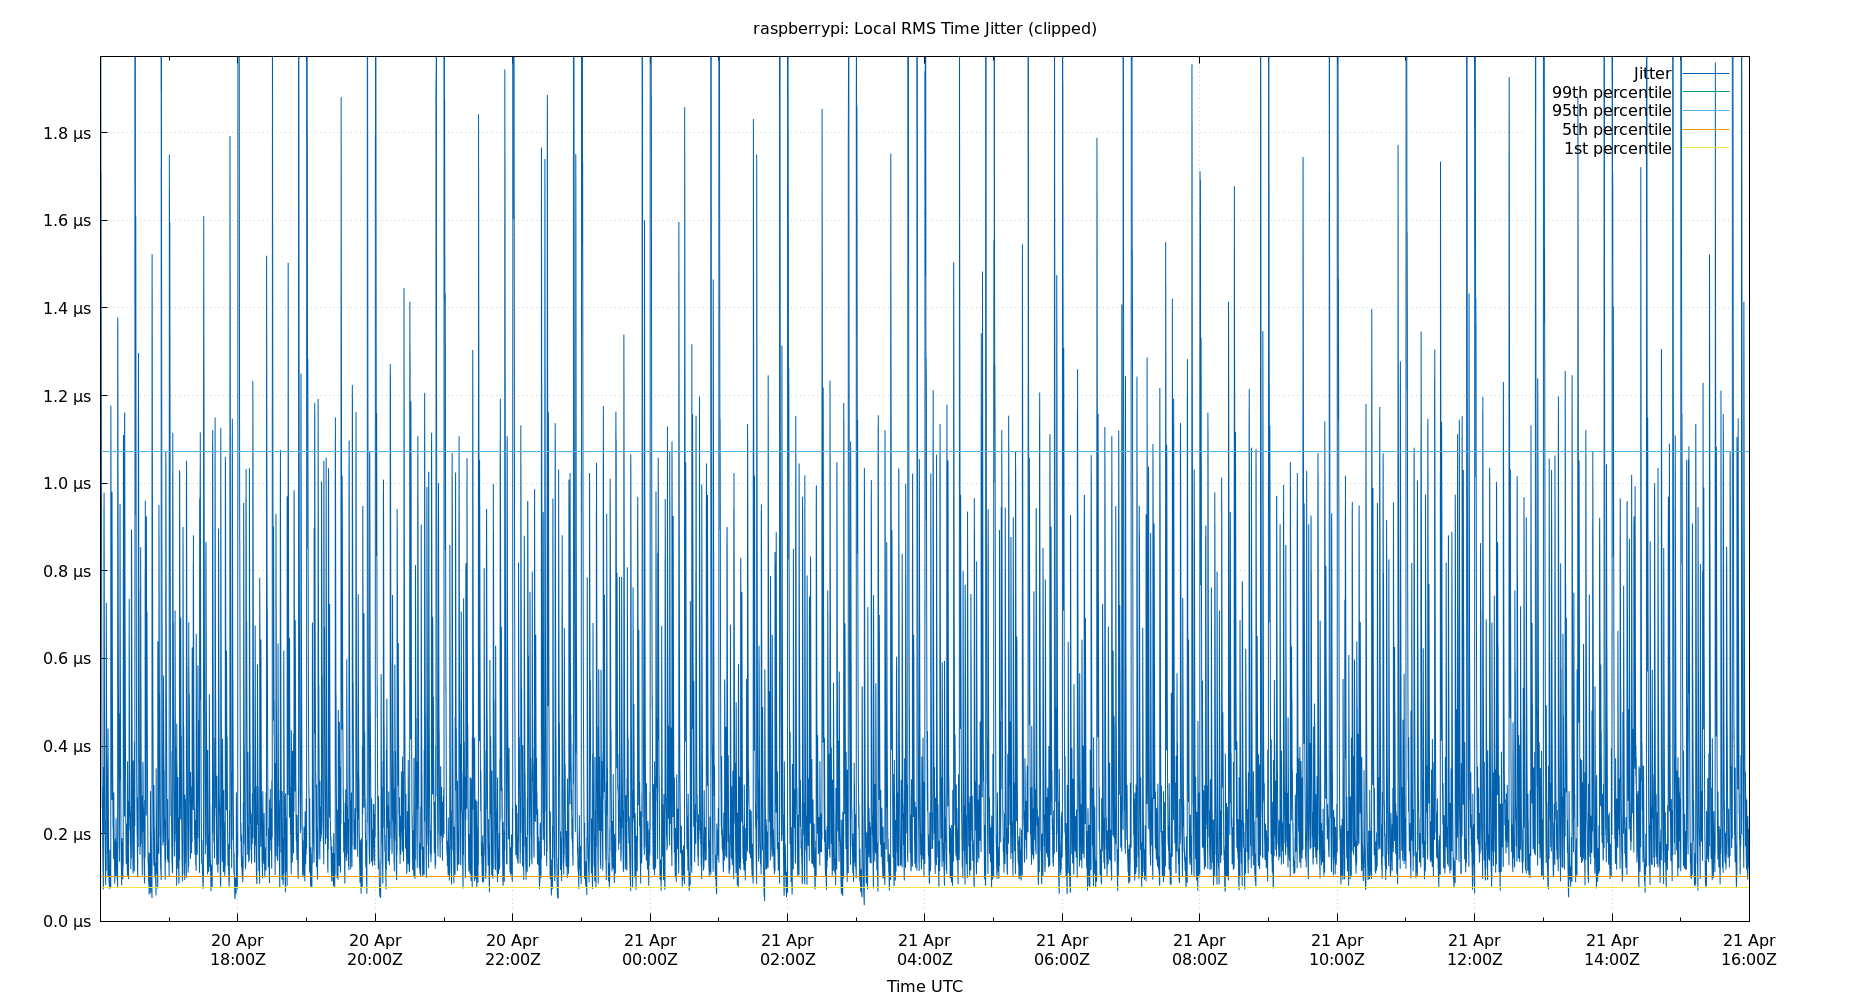 raspberrypi: Local RMS Time Jitter (clipped)
Jitter
99th percentile
95th percentile
5th percentile
1st percentile
1.8 µs
1.6 µs
1.4 µs
1.2 µs
1.0 µs
0.8 µs
0.6 µs
0.4 µs
0.2 µs
0.0 µs
20 Apr 20 Apr 20 Apr 21 Apr 21 Apr 21 Apr 21 Apr 21 Apr 21 Apr 21 Apr 21 Apr 21 Apr
18:00Z 20:00Z 22:00Z 00:00Z 02:00Z 04:00Z 06:00Z 08:00Z 10:00Z 12:00Z 14:00Z 16:00Z
Time UTC